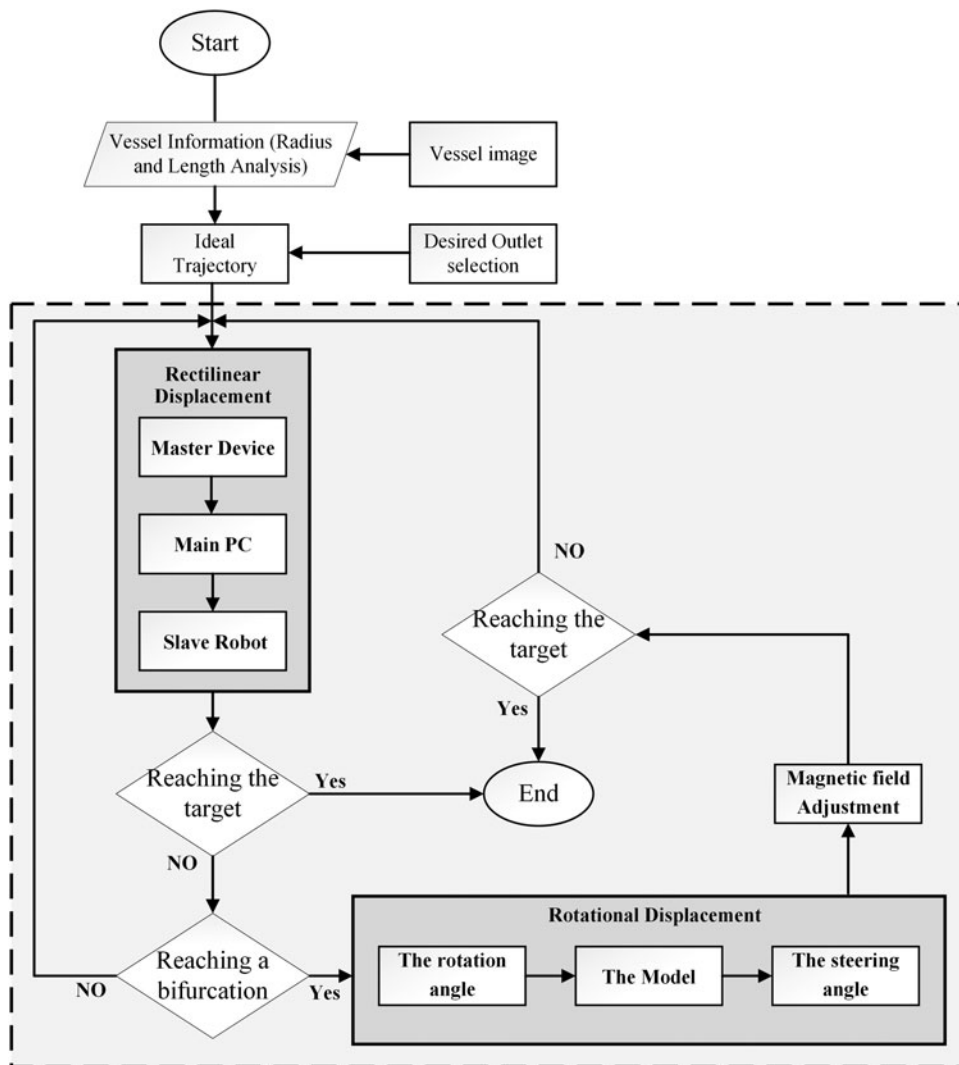 Start
Vessel Information (Radius
and Length Analysis)
Vessel image
Ideal
Trajectory
Desired Outlet
selection
Rectilinear
Displacement
Master Device
Main PC
Slave Robot
NO
Reaching the
target
Yes
Reaching the
target
Yes
End
Magnetic field
Adjustment
NO
Rotational Displacement
Reaching a
bifurcation
NO
Yes
The rotation
angle
The Model
The steering
angle